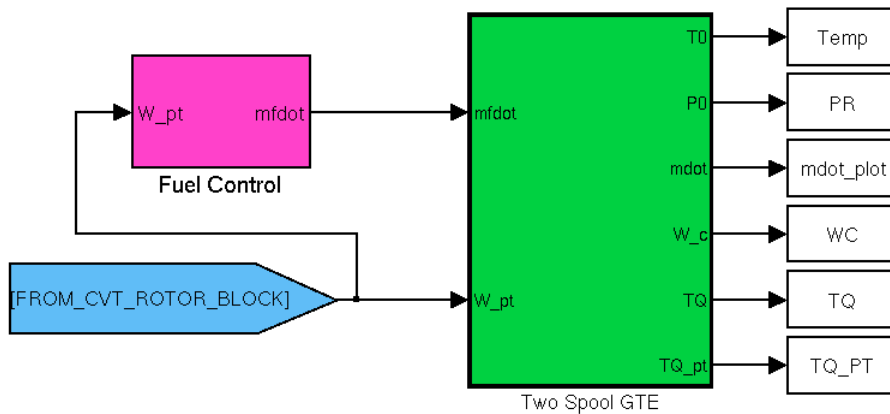 T0
Temp
W_pt
mfdot
mfdot
P0
PR
Fuel Control
mdot
mdot_plot
W_c
WC
[FROM_CVT_ROTOR_BLOCK]
W_pt
TQ
TQ
TQ_pt
TQ_PT
Two Spool GTE